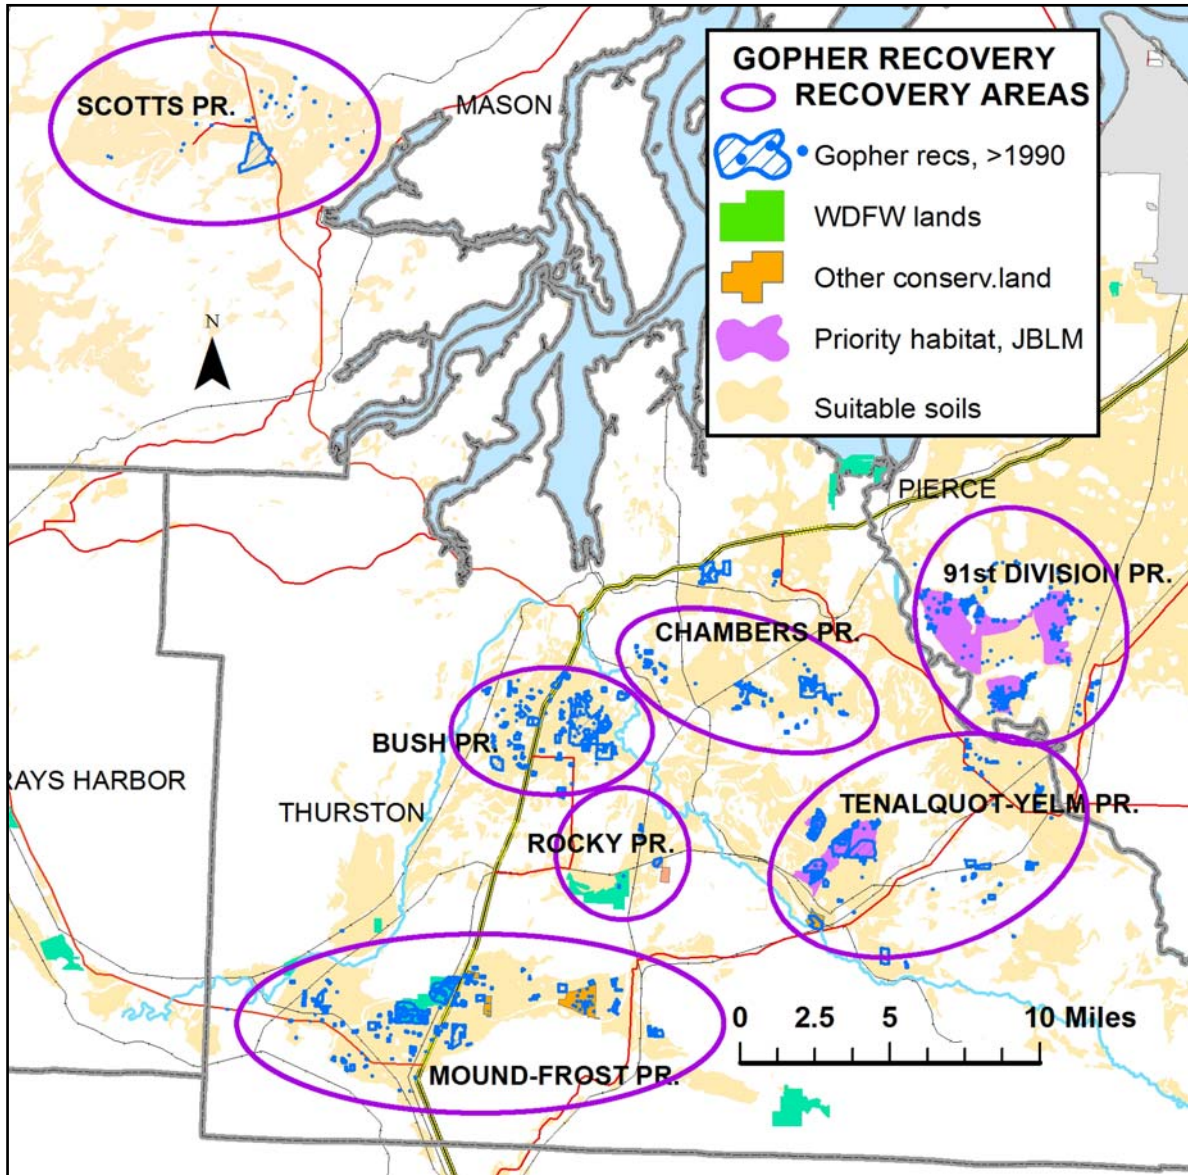 GOPHER RECOVERY
RECOVERY AREAS
Gopher recs, >1990
WDFW lands
Other conserv.land
Priority habitat, JBLM
Suitable soils
SCOTTS PR.
MASON
N
PIERCE
91st DIVISION PR.
CHAMBERS PR.
BUSH PR.
RAYS HARBOR
THURSTON
TENALQUOT-YELM PR.
ROCKY PR.
MOUND-FROST PR.
0 2.5 5 10 Miles